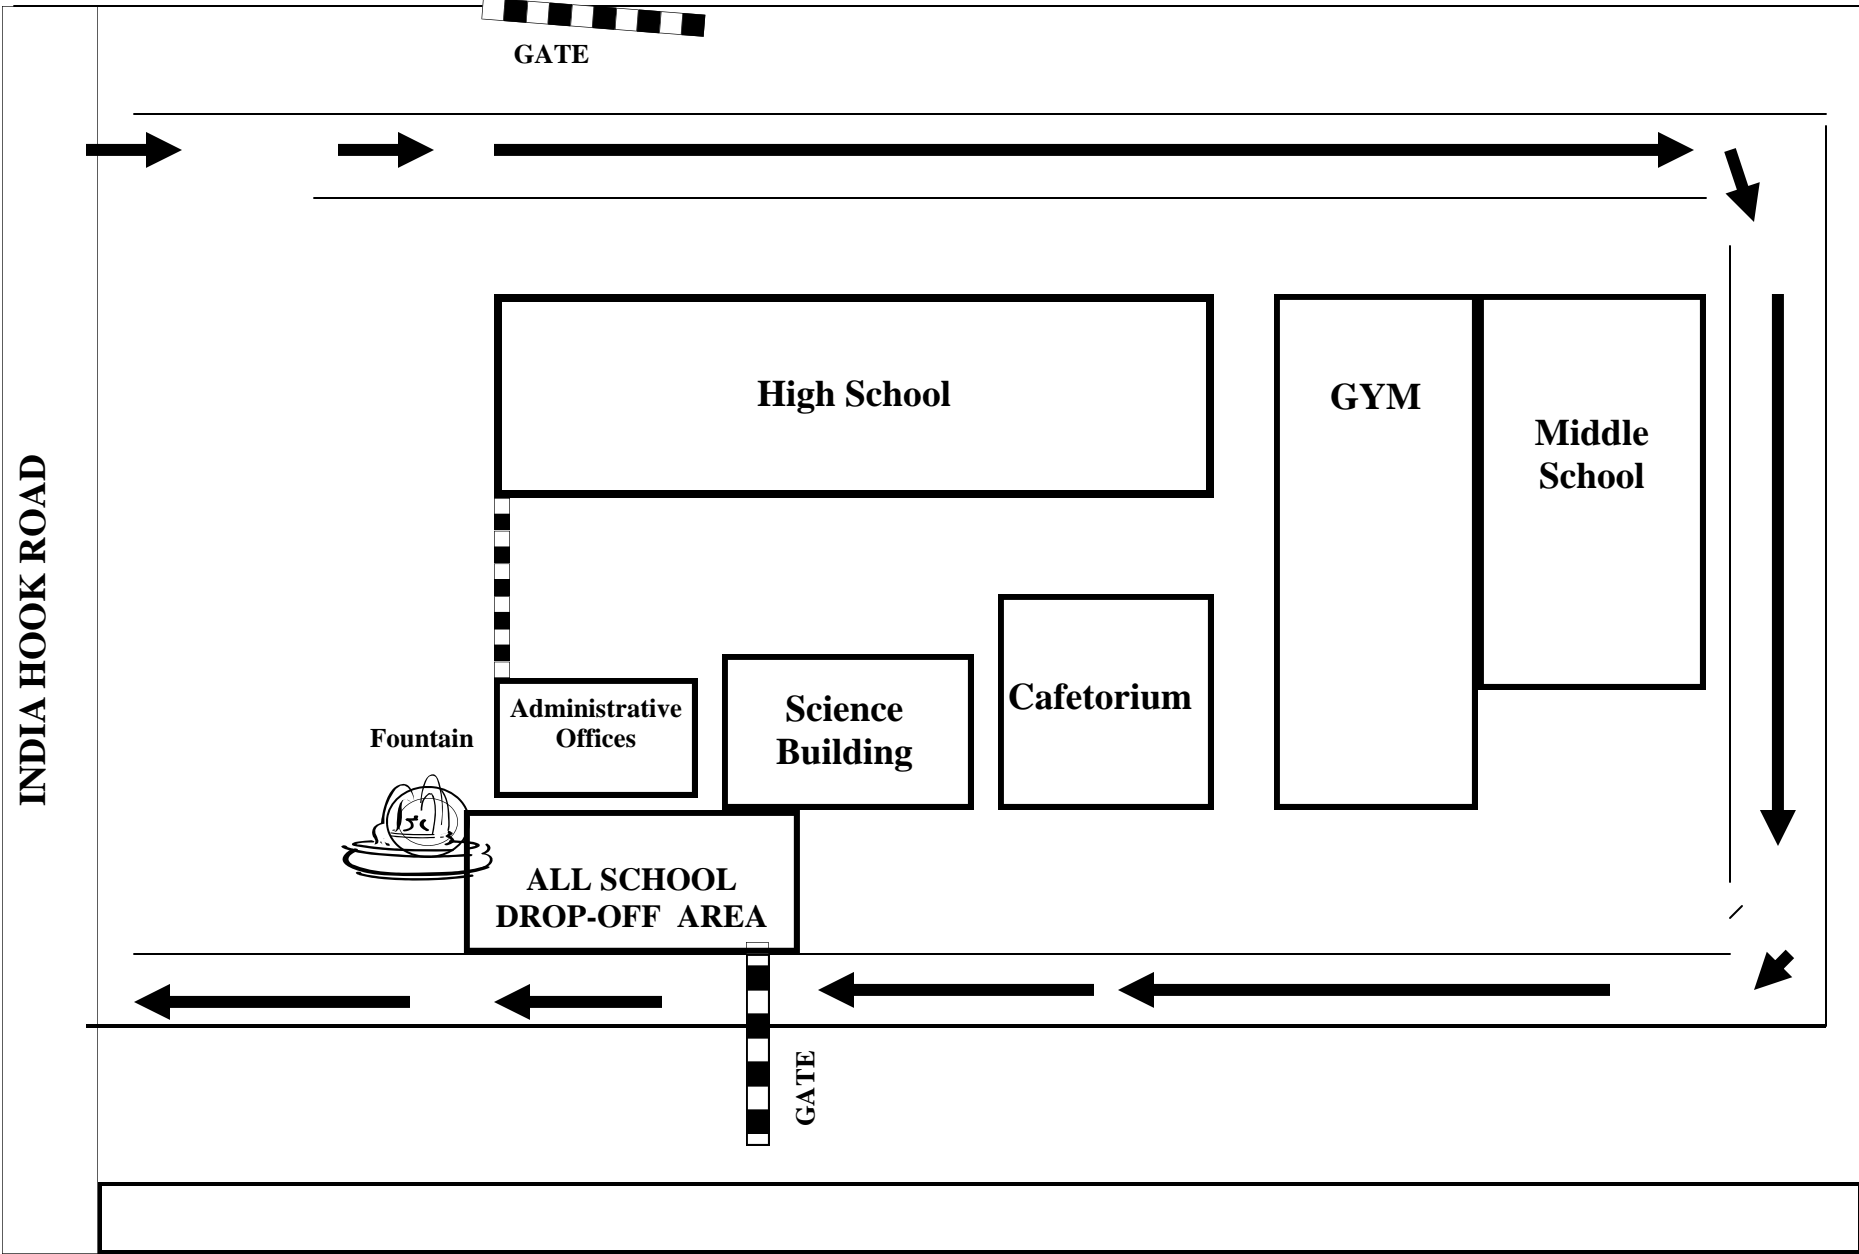 GATE
High School
GYM
Middle
School
INDIA HOOK ROAD
Administrative
Offices
Science
Building
Cafetorium
Fountain
ALL SCHOOL
DROP-OFF AREA
GATE